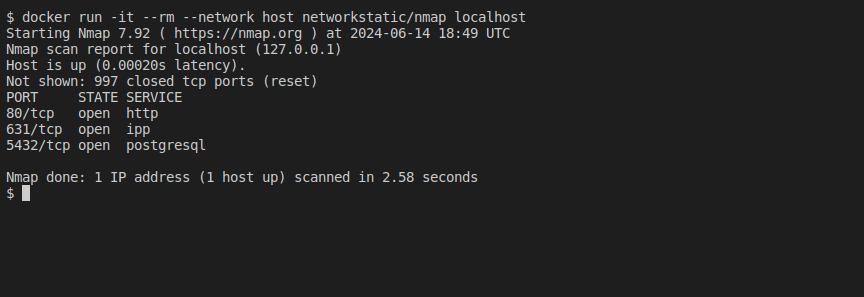 $ docker run -it --rm --network host networkstatic/nmap localhost
Starting Nmap 7.92 ( https://nmap.org ) at 2024-06-14 18:49 UTC
Nmap scan report for localhost (127.0.0.1)
Host is up (0.00020s latency).
Not shown: 997 closed tcp ports (reset)
PORT     STATE SERVICE
80/tcp   open  http
631/tcp  open  ipp
5432/tcp open  postgresql

Nmap done: 1 IP address (1 host up) scanned in 2.58 seconds
$